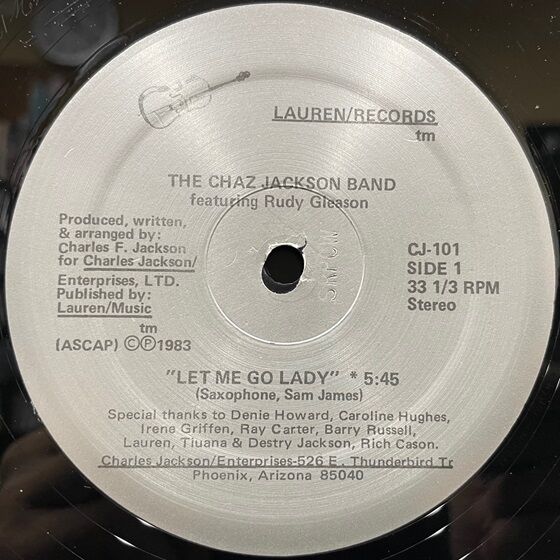 LAUREN/RECORDS
tm
THE CHAZ JACKSON BAND
featuring Rudy Gleason
Produced, written,
& arranged by:
Charles F. Jackson
for Charles Jackson/
Enterprises, LTD.
Published by:
Lauren/Music
tm
(ASCAP) ©℗1983
CJ-101
SIDE 1
33 1/3 RPM
Stereo
"LET ME GO LADY" * 5:45
(Saxophone, Sam James)
Special thanks to Denie Howard, Caroline Hughes,
Irene Griffen, Ray Carter, Barry Russell,
Lauren, Tiuana & Destry Jackson, Rich Cason.
Charles Jackson/Enterprises-526 E. Thunderbird Tr
Phoenix, Arizona 85040